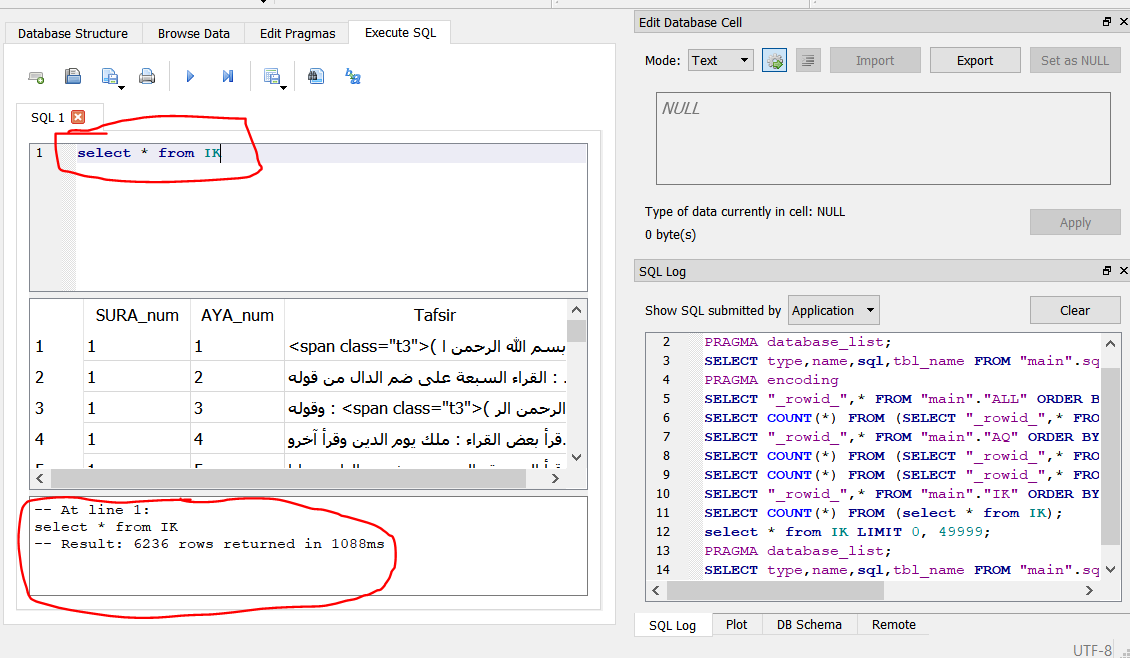 Database Structure Browse Data Edit Pragmas Execute SQL
SQL 1
1 select * from IK
SURA_num AYA_num Tafsir
1 1 1 <span class="t3">( بسم الله الرحمن ا
2 1 2 القراء السبعة على ضم الدال من قوله : .
3 1 3 الرحمن الر )<span class="t3"> : وقوله
4 1 4 قرأ بعض القراء : ملك يوم الدين وقرأ آخرو.
-- At line 1:
select * from IK
-- Result: 6236 rows returned in 1088ms
Edit Database Cell
Mode: Text Import Export Set as NULL
NULL
Type of data currently in cell: NULL
0 byte(s)
Apply
SQL Log
Show SQL submitted by Application Clear
2 PRAGMA database_list;
3 SELECT type,name,sql,tbl_name FROM "main".sq
4 PRAGMA encoding
5 SELECT "_rowid_",* FROM "main"."ALL" ORDER B
6 SELECT COUNT(*) FROM (SELECT "_rowid_",* FRO
7 SELECT "_rowid_",* FROM "main"."AQ" ORDER BY
8 SELECT COUNT(*) FROM (SELECT "_rowid_",* FRO
9 SELECT COUNT(*) FROM (SELECT "_rowid_",* FRO
10 SELECT "_rowid_",* FROM "main"."IK" ORDER BY
11 SELECT COUNT(*) FROM (select * from IK);
12 select * from IK LIMIT 0, 49999;
13 PRAGMA database_list;
14 SELECT type,name,sql,tbl_name FROM "main".sq
SQL Log Plot DB Schema Remote
UTF-8